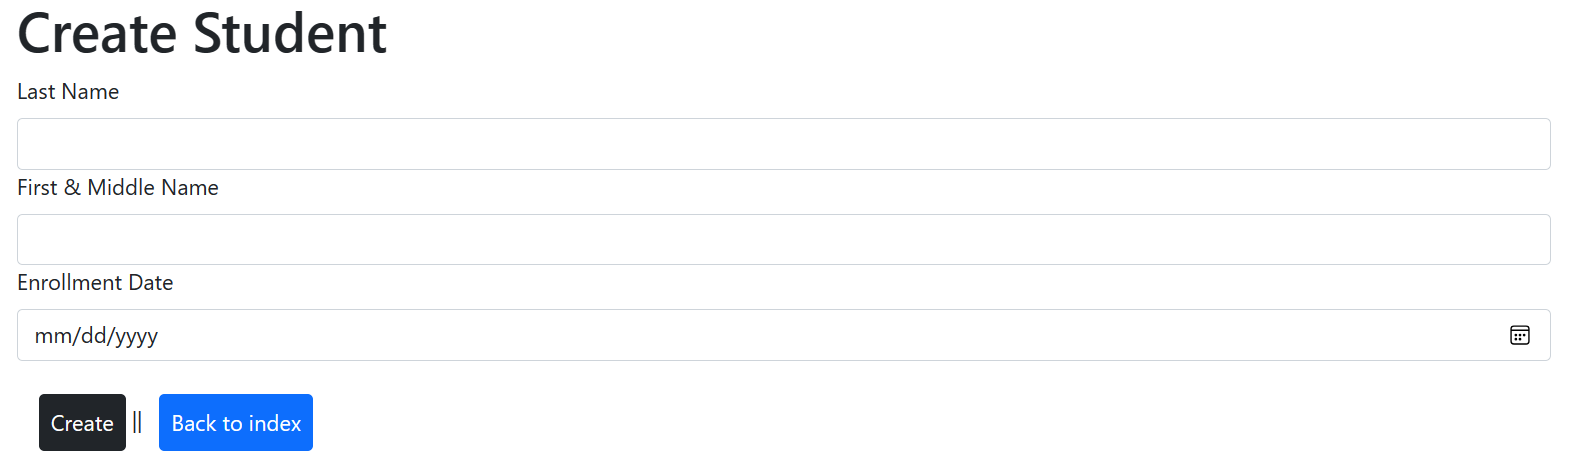 Create Student
Last Name
First & Middle Name
Enrollment Date
mm/dd/yyyy
Create || Back to index